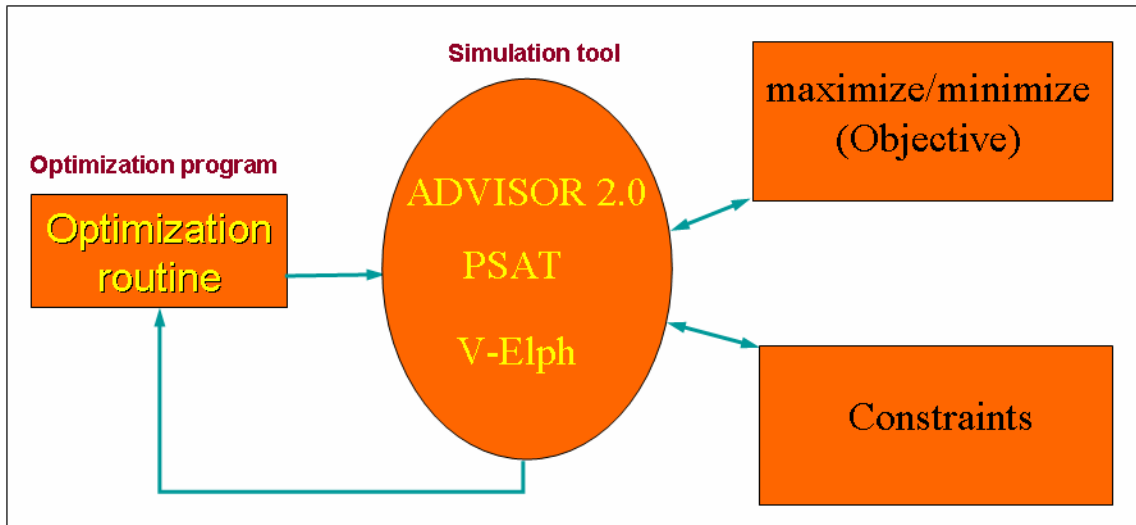 Simulation tool
maximize/minimize
(Objective)
Optimization program
ADVISOR 2.0
Optimization
routine
PSAT
V-Elph
Constraints